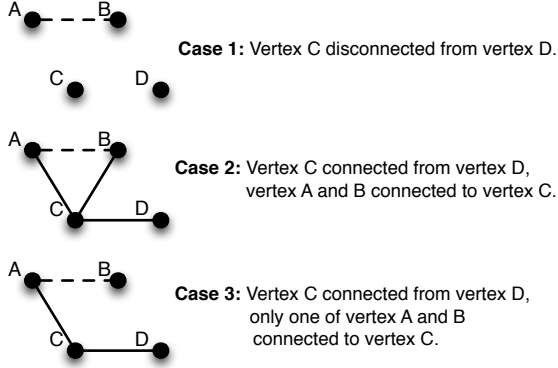 A B
Case 1: Vertex C disconnected from vertex D.
C D
A B
Case 2: Vertex C connected from vertex D,
vertex A and B connected to vertex C.
C D
A B
Case 3: Vertex C connected from vertex D,
only one of vertex A and B
connected to vertex C.
C D